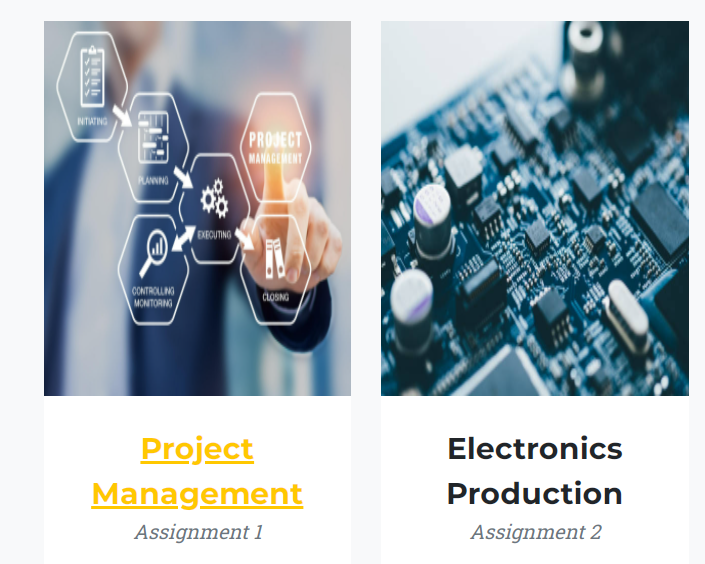 INITIATING
PLANNING
PROJECT
MANAGEMENT
EXECUTING
CONTROLLING
MONITORING
CLOSING
Project
Management
Assignment 1
Electronics
Production
Assignment 2